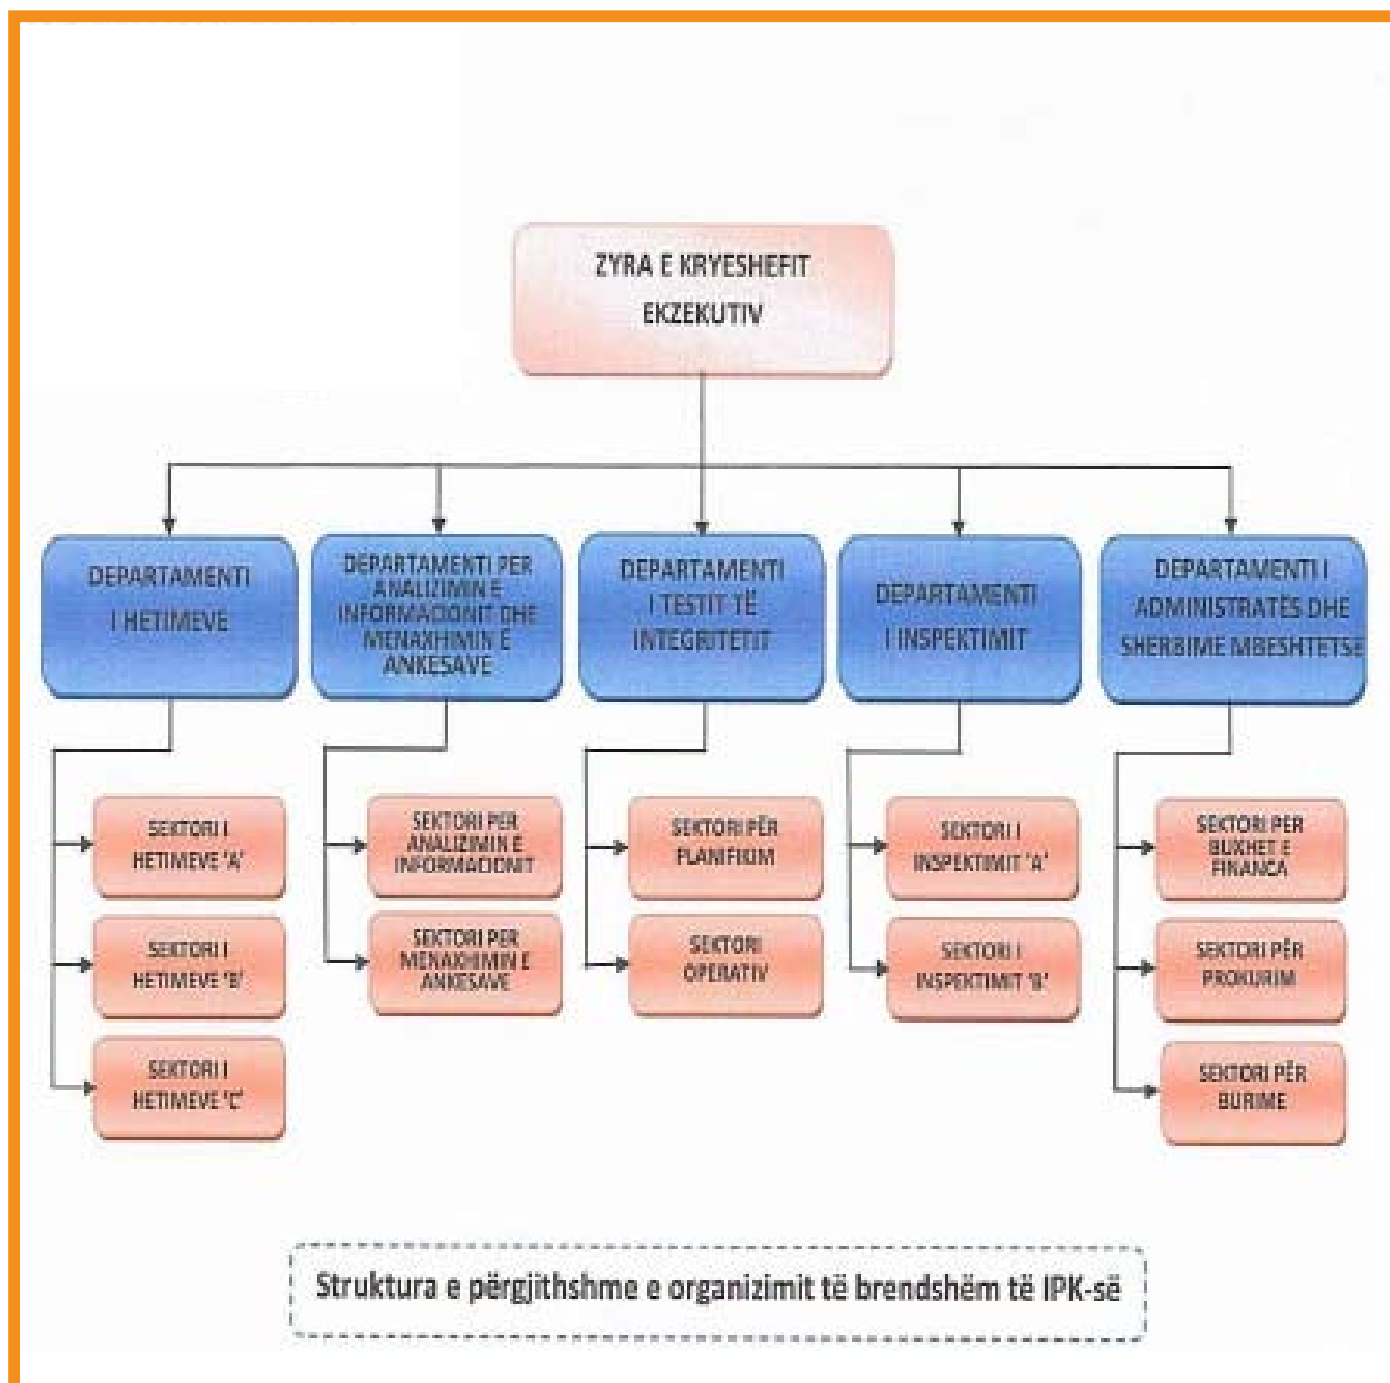 ZYRA E KRYESHEFIT
EKZEKUTIV
DEPARTAMENTI
I HETIMEVE
DEPARTAMENTI PER
ANALIZIMIN E
INFORMACIONIT DHE
MENAXHIMIN E
ANKESAVE
DEPARTAMENTI
I TESTIT TË
INTEGRITETIT
DEPARTAMENTI
I INSPEKTIMIT
DEPARTAMENTI I
ADMINISTRATËS DHE
SHERBIME MBESHTETSE
SEKTORI I
HETIMEVE 'A'
SEKTORI I
HETIMEVE 'B'
SEKTORI I
HETIMEVE 'C'
SEKTORI PER
ANALIZIMIN E
INFORMACIONIT
SEKTORI PER
MENAXHIMIN E
ANKESAVE
SEKTORI PËR
PLANIFIKIM
SEKTORI
OPERATIV
SEKTORI I
INSPEKTIMIT 'A'
SEKTORI I
INSPEKTIMIT 'B'
SEKTORI PER
BUXHET E
FINANCA
SEKTORI PËR
PROKURIM
SEKTORI PËR
BURIME
Struktura e përgjithshme e organizimit të brendshëm të IPK-së